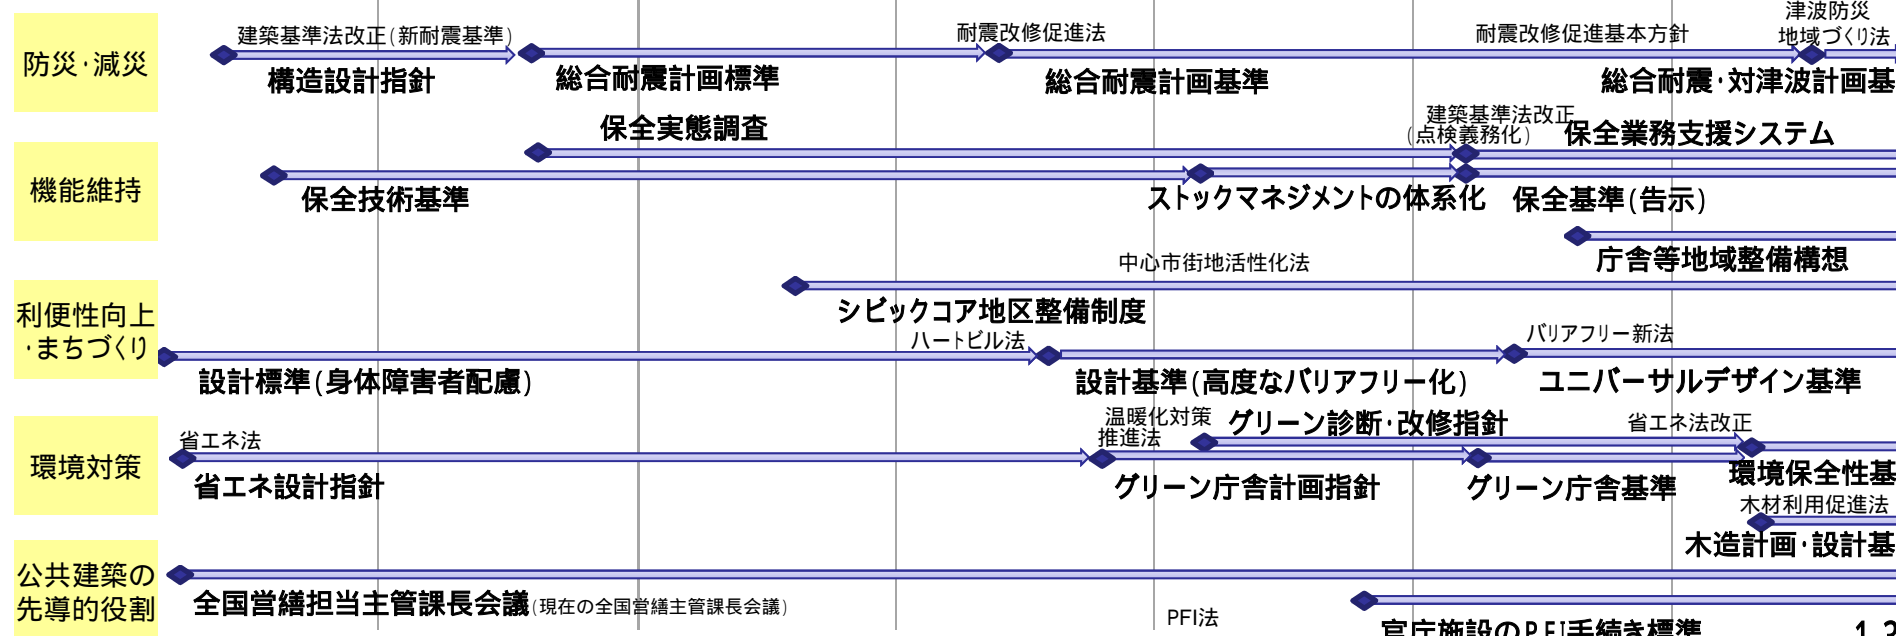 防災・減災
建築基準法改正(新耐震基準)
構造設計指針
総合耐震計画標準
耐震改修促進法
総合耐震計画基準
耐震改修促進基本方針
津波防災
地域づくり法
総合耐震・対津波計画基
機能維持
保全実態調査
建築基準法改正
(点検義務化)
保全業務支援システム
保全技術基準
ストックマネジメントの体系化
保全基準(告示)
庁舎等地域整備構想
利便性向上
・まちづくり
中心市街地活性化法
シビックコア地区整備制度
ハートビル法
バリアフリー新法
設計標準(身体障害者配慮)
設計基準(高度なバリアフリー化)
ユニバーサルデザイン基準
環境対策
省エネ法
省エネ設計指針
温暖化対策
推進法
グリーン診断・改修指針
省エネ法改正
グリーン庁舎計画指針
グリーン庁舎基準
環境保全性基
木材利用促進法
木造計画・設計基
公共建築の
先導的役割
全国営繕担当主管課長会議(現在の全国営繕主管課長会議)
PFI法
官庁施設のPFI手続き標準